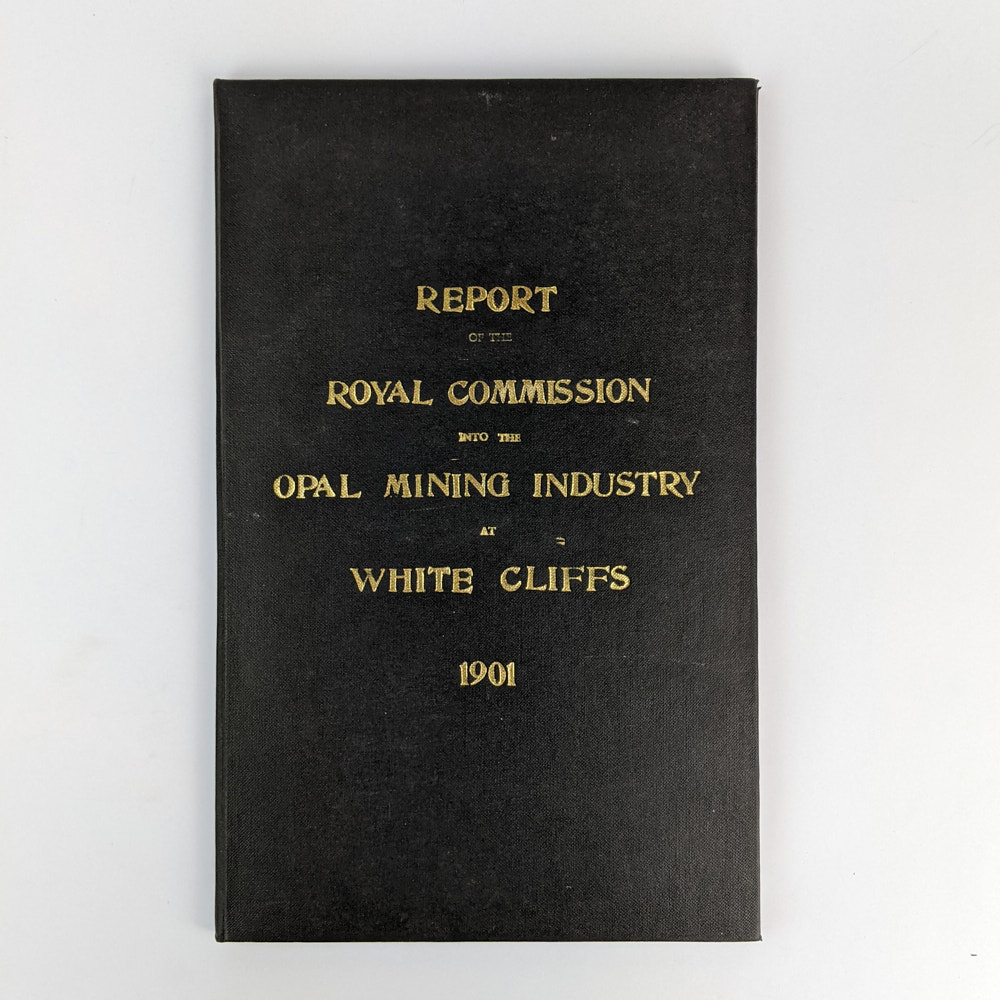 REPORT
OF THE
ROYAL COMMISSION
INTO THE
OPAL MINING INDUSTRY
AT
WHITE CLIFFS
1901